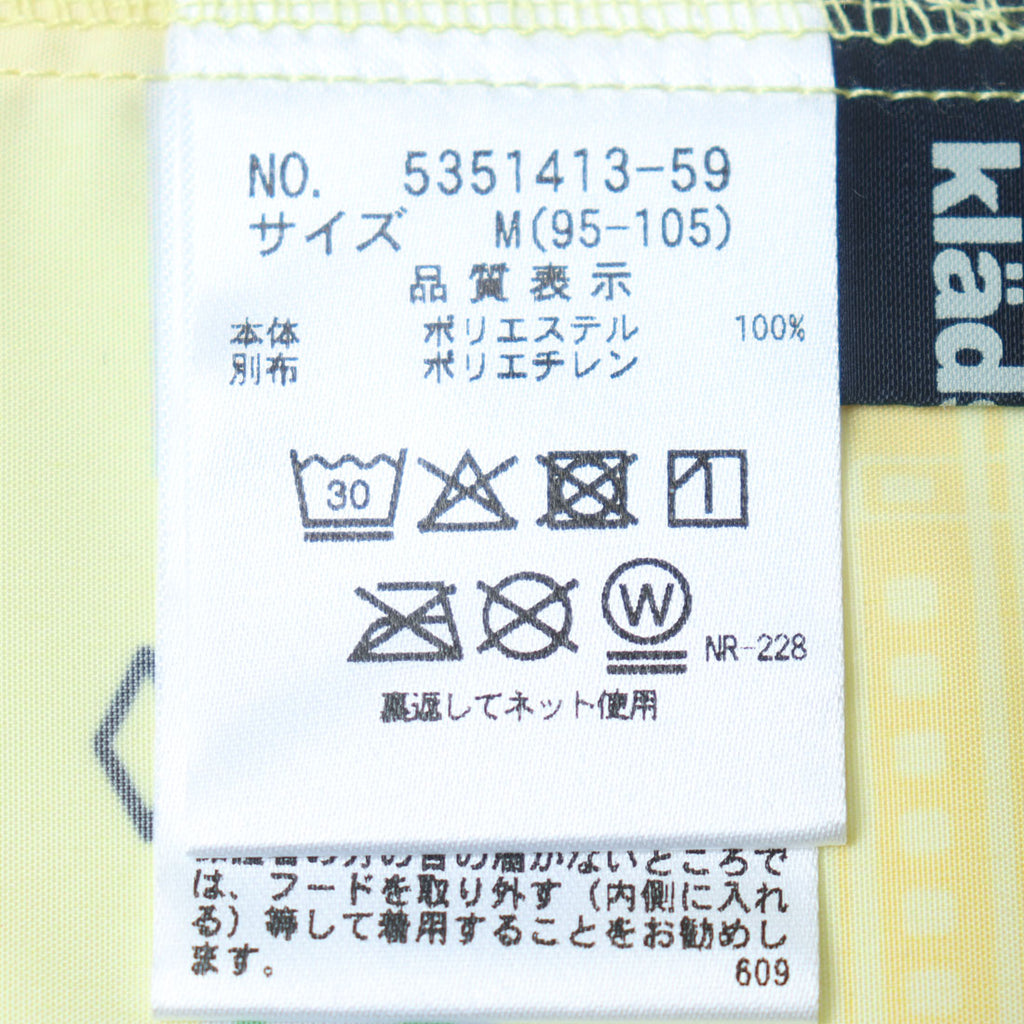 NO. 5351413-59
サイズ M(95-105)
品質表示
本体 ポリエステル 100%
別布 ポリエチレン
30
W
NR-228
裏返してネット使用
は、フードを取り外す(内側に入れ
る)等して着用することをお勧めし
ます。
609
kläd